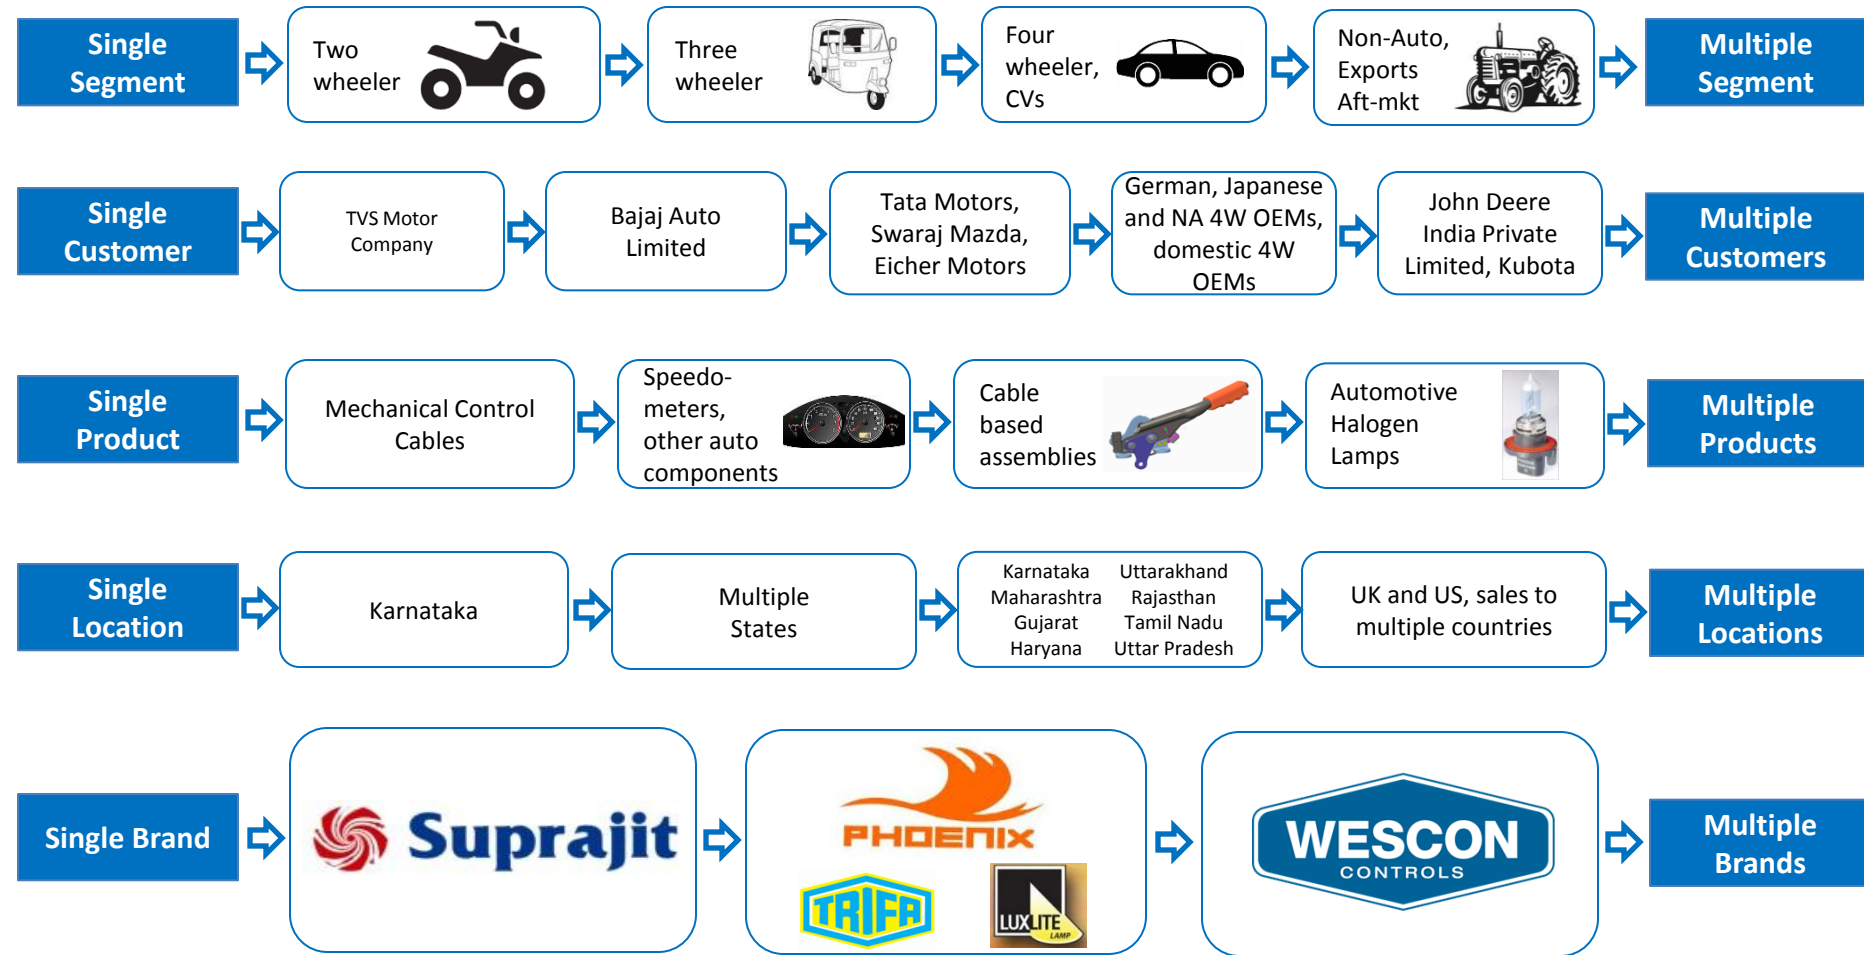 Single
Segment
Two
wheeler
Three
wheeler
Four
wheeler,
CVs
Non-Auto,
Exports
Aft-mkt
Multiple
Segment
Single
Customer
TVS Motor
Company
Bajaj Auto
Limited
Tata Motors,
Swaraj Mazda,
Eicher Motors
German, Japanese
and NA 4W OEMs,
domestic 4W
OEMs
John Deere
India Private
Limited, Kubota
Multiple
Customers
Single
Product
Mechanical Control
Cables
Speedo-
meters,
other auto
components
Cable
based
assemblies
Automotive
Halogen
Lamps
Multiple
Products
Single
Location
Karnataka
Multiple
States
Karnataka Uttarakhand
Maharashtra Rajasthan
Gujarat Tamil Nadu
Haryana Uttar Pradesh
UK and US, sales to
multiple countries
Multiple
Locations
Single Brand
Suprajit
PHOENIX
TRIFA
LUXLITE
LAMP
WESCON
CONTROLS
Multiple
Brands